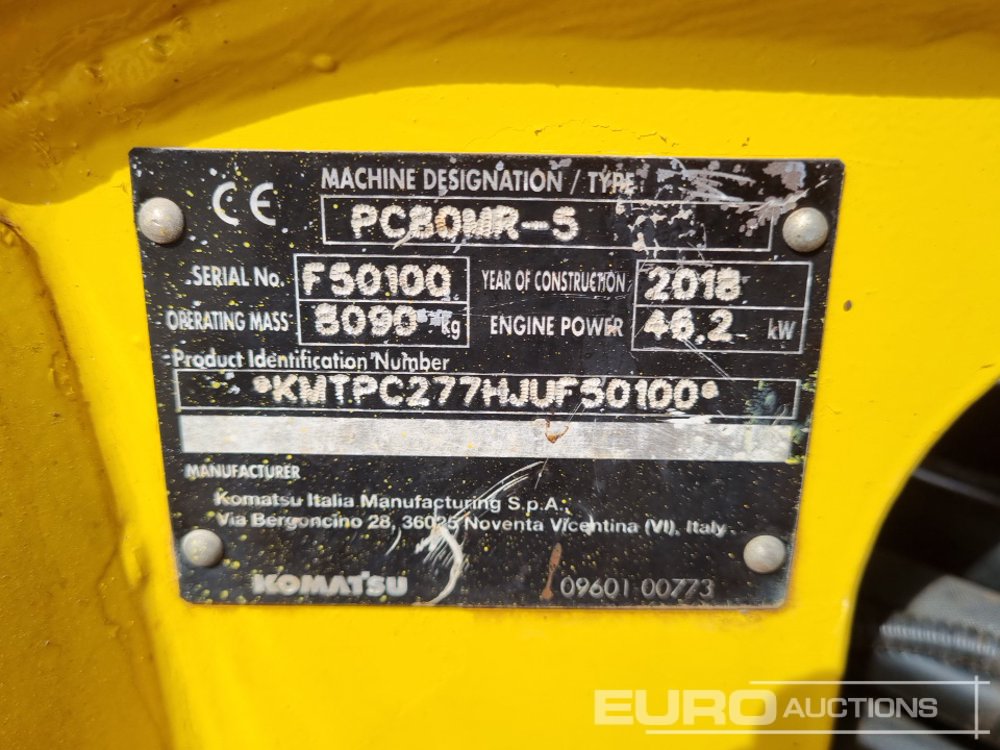 CE
MACHINE DESIGNATION / TYPE
PC80MR-5
SERIAL No. F50100 YEAR OF CONSTRUCTION 2018
OPERATING MASS 8090 kg ENGINE POWER 46.2 kW
Product Identification Number
*KMTPC277HJUF50100*
MANUFACTURER
Komatsu Italia Manufacturing S.p.A.
Via Bergoncino 28, 36025 Noventa Vicentina (VI), Italy
KOMATSU 09601-00773
EURO AUCTIONS